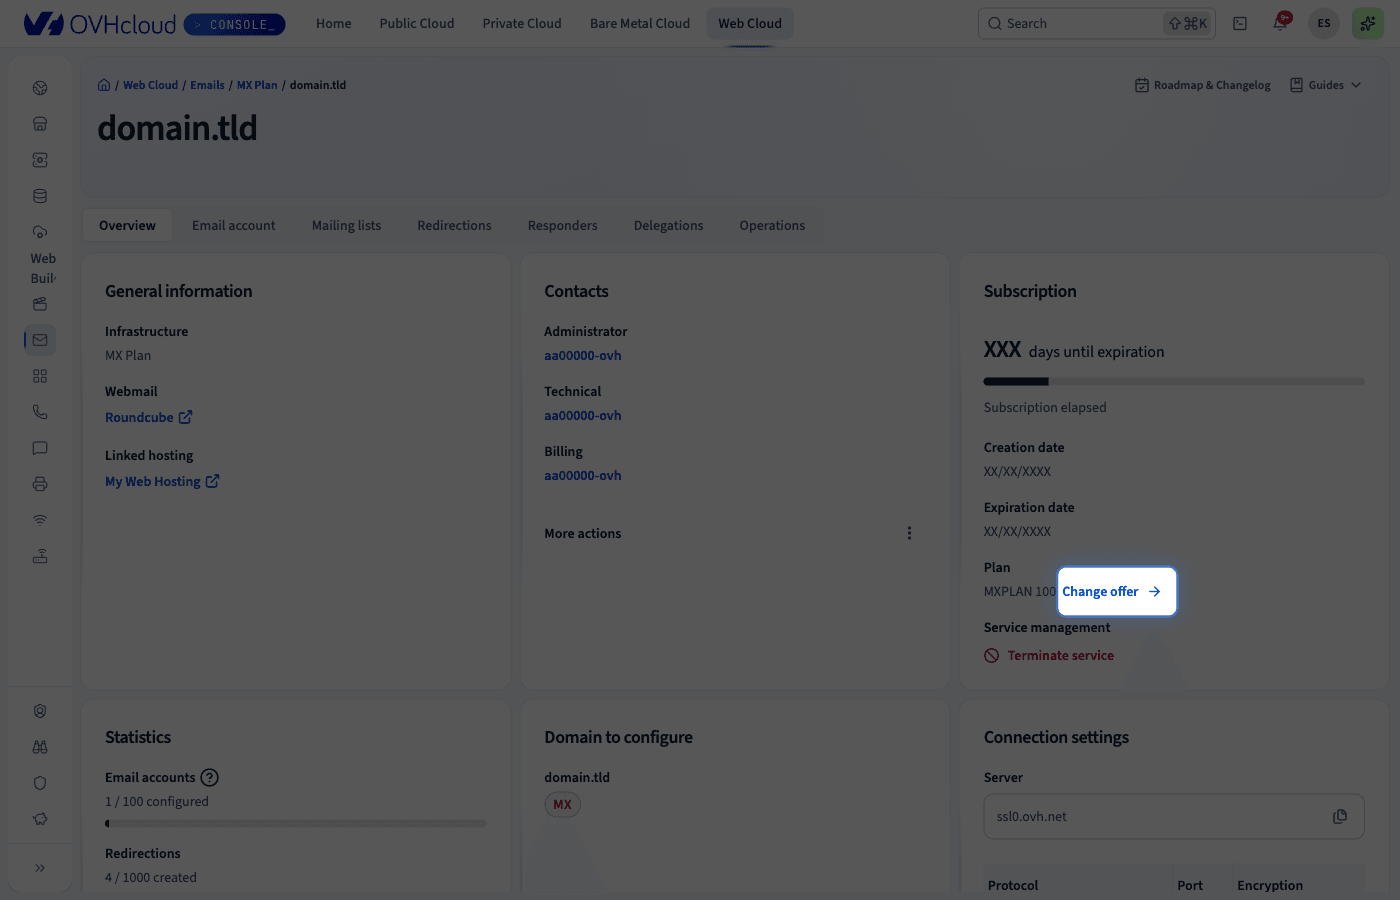 OVHcloud > CONSOLE_ Home Public Cloud Private Cloud Bare Metal Cloud Web Cloud Search ⇧⌘K 9+ ES
/ Web Cloud / Emails / MX Plan / domain.tld Roadmap & Changelog Guides
domain.tld
Overview Email account Mailing lists Redirections Responders Delegations Operations
Web
Buil
General information
Infrastructure
MX Plan
Webmail
Roundcube
Linked hosting
My Web Hosting
Contacts
Administrator
aa00000-ovh
Technical
aa00000-ovh
Billing
aa00000-ovh
More actions
Subscription
XXX days until expiration
Subscription elapsed
Creation date
XX/XX/XXXX
Expiration date
XX/XX/XXXX
Plan
MXPLAN 100 Change offer →
Service management
Terminate service
Statistics
Email accounts ?
1 / 100 configured
Redirections
4 / 1000 created
Domain to configure
domain.tld
MX
Connection settings
Server
ssl0.ovh.net
Protocol Port Encryption